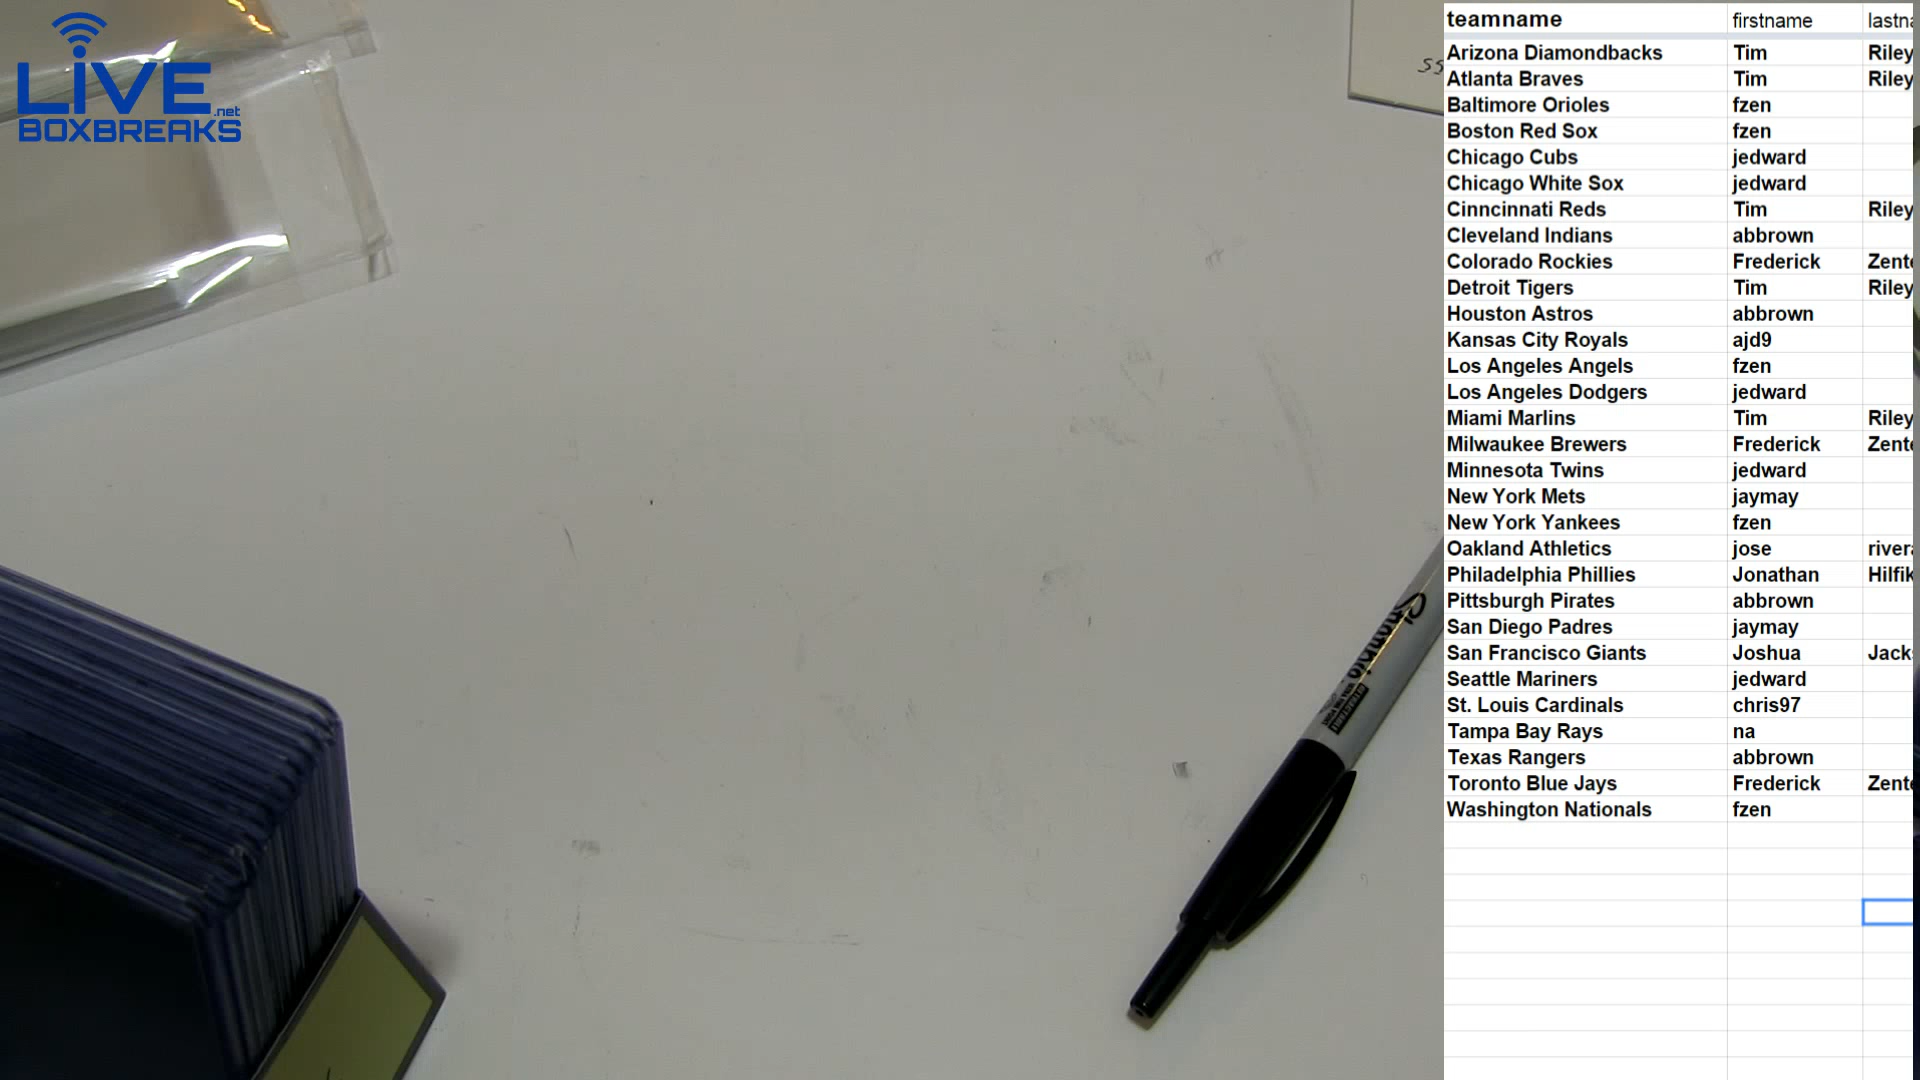 LiVE.net
BOXBREAKS
teamname firstname
Arizona Diamondbacks Tim Riley
Atlanta Braves Tim Riley
Baltimore Orioles fzen
Boston Red Sox fzen
Chicago Cubs jedward
Chicago White Sox jedward
Cinncinnati Reds Tim Riley
Cleveland Indians abbrown
Colorado Rockies Frederick Zente
Detroit Tigers Tim Riley
Houston Astros abbrown
Kansas City Royals ajd9
Los Angeles Angels fzen
Los Angeles Dodgers jedward
Miami Marlins Tim Riley
Milwaukee Brewers Frederick Zente
Minnesota Twins jedward
New York Mets jaymay
New York Yankees fzen
Oakland Athletics jose river
Philadelphia Phillies Jonathan Hilfik
Pittsburgh Pirates abbrown
San Diego Padres jaymay
San Francisco Giants Joshua Jack
Seattle Mariners jedward
St. Louis Cardinals chris97
Tampa Bay Rays na
Texas Rangers abbrown
Toronto Blue Jays Frederick Zente
Washington Nationals fzen
Sharpie